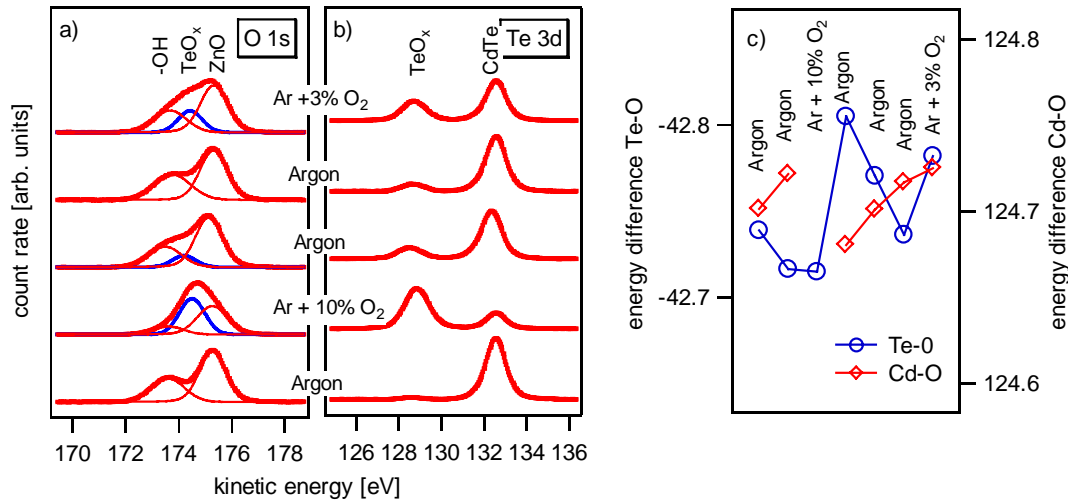 a)
O 1s
-OH
TeOx
ZnO
b)
Te 3d
TeOx
CdTe
Ar +3% O2
Argon
Argon
Ar + 10% O2
Argon
count rate [arb. units]
170 172 174 176 178
126 128 130 132 134 136
kinetic energy [eV]
c)
Argon
Argon
Ar + 10% O2
Argon
Argon
Argon
Ar + 3% O2
energy difference Te-O
-42.8
-42.7
energy difference Cd-O
124.8
124.7
124.6
Te-0
Cd-O